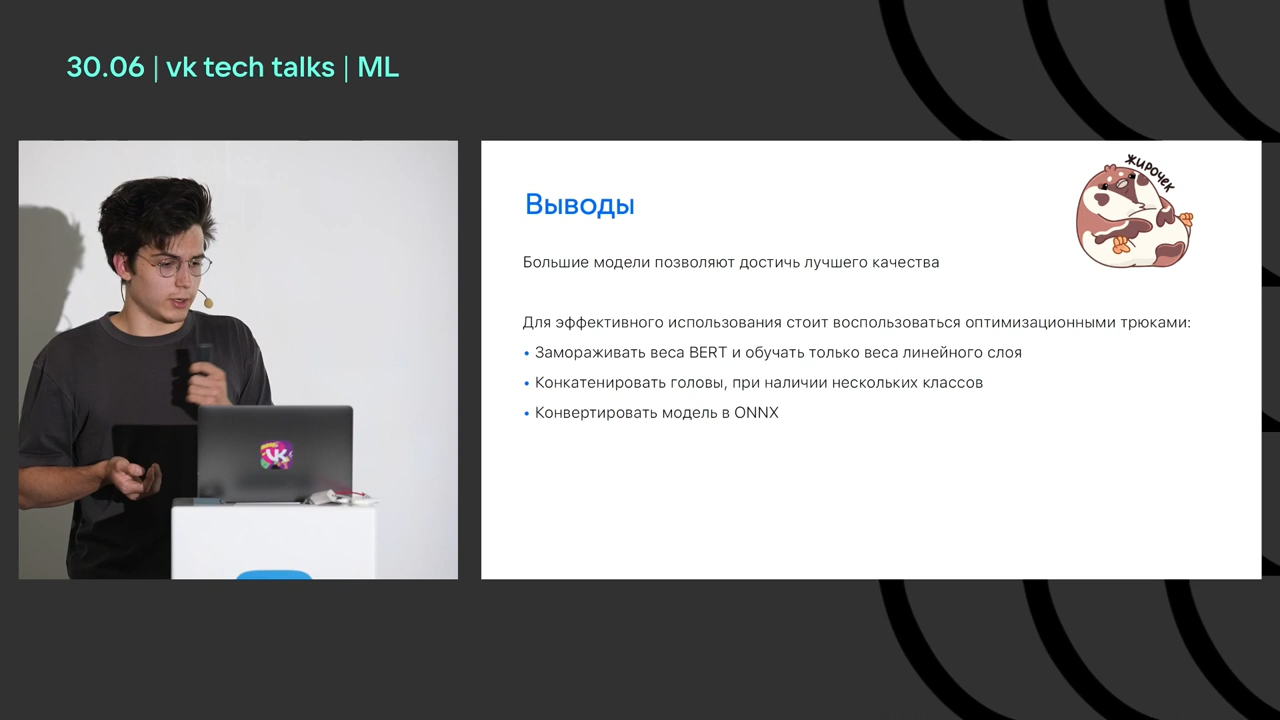 30.06 | vk tech talks | ML
жирочек
Выводы
Большие модели позволяют достичь лучшего качества
Для эффективного использования стоит воспользоваться оптимизационными трюками:
• Замораживать веса BERT и обучать только веса линейного слоя
• Конкатенировать головы, при наличии нескольких классов
• Конвертировать модель в ONNX
VK